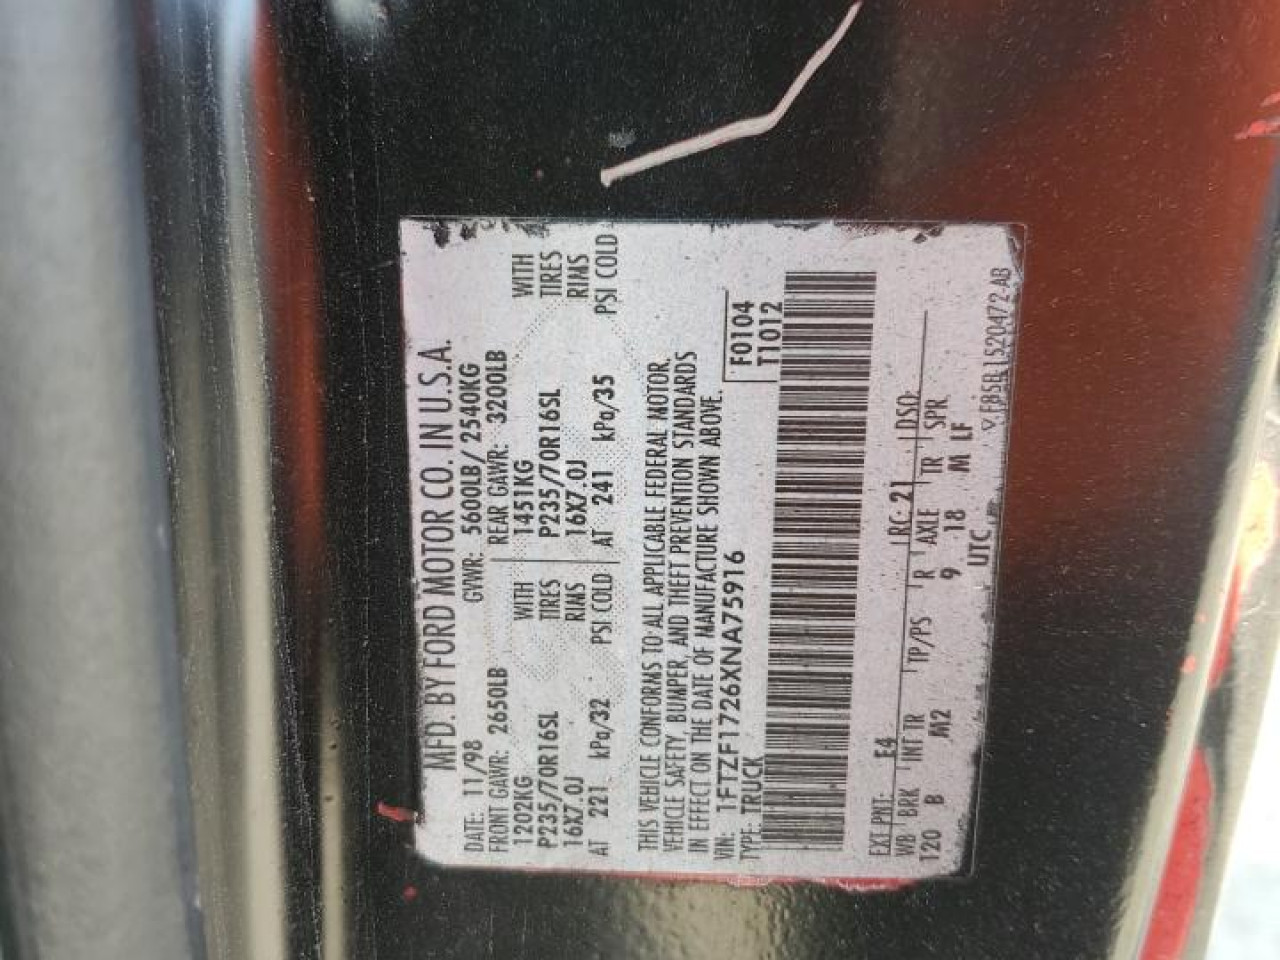 MFD. BY FORD MOTOR CO. IN U.S.A.
DATE: 11/98 GVWR: 5600LB/ 2540KG
FRONT GAWR: 2650LB REAR GAWR: 3200LB
1202KG WITH 1451KG WITH
P235/70R16SL TIRES P235/70R16SL TIRES
16X7.0J RIMS 16X7.0J RIMS
AT 221 kPa/32 PSI COLD AT 241 kPa/35 PSI COLD
THIS VEHICLE CONFORMS TO ALL APPLICABLE FEDERAL MOTOR
VEHICLE SAFETY, BUMPER, AND THEFT PREVENTION STANDARDS
IN EFFECT ON THE DATE OF MANUFACTURE SHOWN ABOVE.
VIN: 1FTZF1726XNA75916 F0104
TYPE: TRUCK T1012
EXT PNT: E4 RC: 21 DSO:
WB BRK INT TR TP/PS R AXLE TR SPR
120 B M2 9 18 M LF
UTC
F85B 1520472 AB